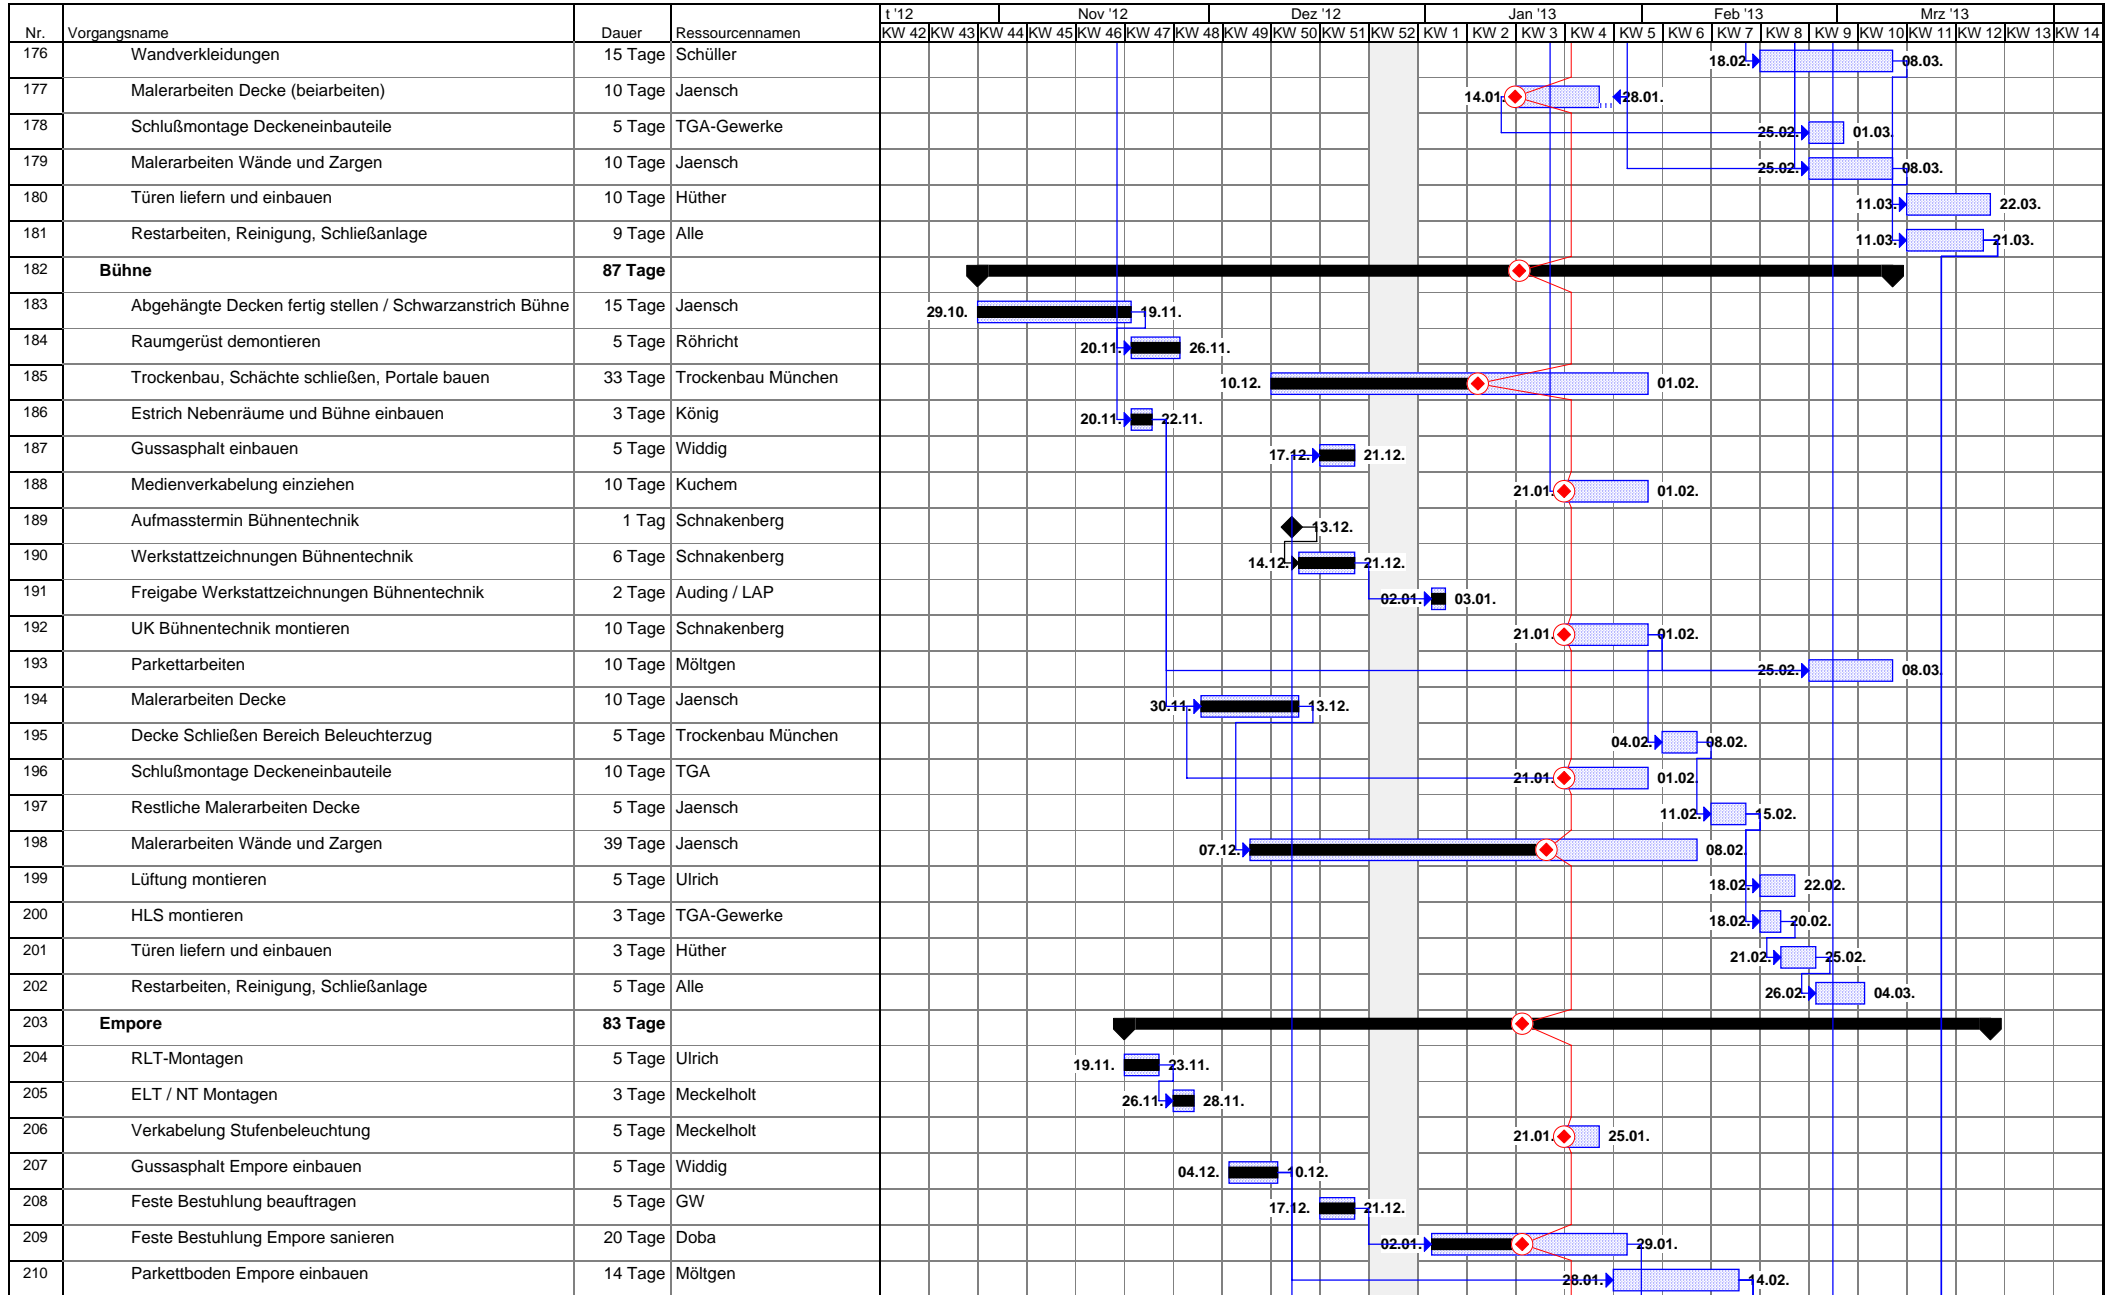 t '12 Nov '12 Dez '12 Jan '13 Feb '13 Mrz '13
Nr. Vorgangsname Dauer Ressourcennamen KW 42 KW 43 KW 44 KW 45 KW 46 KW 47 KW 48 KW 49 KW 50 KW 51 KW 52 KW 1 KW 2 KW 3 KW 4 KW 5 KW 6 KW 7 KW 8 KW 9 KW 10 KW 11 KW 12 KW 13 KW 14
176 Wandverkleidungen 15 Tage Schüller 18.02. 08.03.
177 Malerarbeiten Decke (beiarbeiten) 10 Tage Jaensch 14.01. 28.01.
178 Schlußmontage Deckeneinbauteile 5 Tage TGA-Gewerke 25.02. 01.03.
179 Malerarbeiten Wände und Zargen 10 Tage Jaensch 25.02. 08.03.
180 Türen liefern und einbauen 10 Tage Hüther 11.03. 22.03.
181 Restarbeiten, Reinigung, Schließanlage 9 Tage Alle 11.03. 21.03.
182 Bühne 87 Tage
183 Abgehängte Decken fertig stellen / Schwarzanstrich Bühne 15 Tage Jaensch 29.10. 19.11.
184 Raumgerüst demontieren 5 Tage Röhricht 20.11. 26.11.
185 Trockenbau, Schächte schließen, Portale bauen 33 Tage Trockenbau München 10.12. 01.02.
186 Estrich Nebenräume und Bühne einbauen 3 Tage König 20.11. 22.11.
187 Gussasphalt einbauen 5 Tage Widdig 17.12. 21.12.
188 Medienverkabelung einziehen 10 Tage Kuchem 21.01. 01.02.
189 Aufmasstermin Bühnentechnik 1 Tag Schnakenberg 13.12.
190 Werkstattzeichnungen Bühnentechnik 6 Tage Schnakenberg 14.12. 21.12.
191 Freigabe Werkstattzeichnungen Bühnentechnik 2 Tage Auding / LAP 02.01. 03.01.
192 UK Bühnentechnik montieren 10 Tage Schnakenberg 21.01. 01.02.
193 Parkettarbeiten 10 Tage Möltgen 25.02. 08.03.
194 Malerarbeiten Decke 10 Tage Jaensch 30.11. 13.12.
195 Decke Schließen Bereich Beleuchterzug 5 Tage Trockenbau München 04.02. 08.02.
196 Schlußmontage Deckeneinbauteile 10 Tage TGA 21.01. 01.02.
197 Restliche Malerarbeiten Decke 5 Tage Jaensch 11.02. 15.02.
198 Malerarbeiten Wände und Zargen 39 Tage Jaensch 07.12. 08.02.
199 Lüftung montieren 5 Tage Ulrich 18.02. 22.02.
200 HLS montieren 3 Tage TGA-Gewerke 18.02. 20.02.
201 Türen liefern und einbauen 3 Tage Hüther 21.02. 25.02.
202 Restarbeiten, Reinigung, Schließanlage 5 Tage Alle 26.02. 04.03.
203 Empore 83 Tage
204 RLT-Montagen 5 Tage Ulrich 19.11. 23.11.
205 ELT / NT Montagen 3 Tage Meckelholt 26.11. 28.11.
206 Verkabelung Stufenbeleuchtung 5 Tage Meckelholt 21.01. 25.01.
207 Gussasphalt Empore einbauen 5 Tage Widdig 04.12. 10.12.
208 Feste Bestuhlung beauftragen 5 Tage GW 17.12. 21.12.
209 Feste Bestuhlung Empore sanieren 20 Tage Doba 02.01. 29.01.
210 Parkettboden Empore einbauen 14 Tage Möltgen 28.01. 14.02.